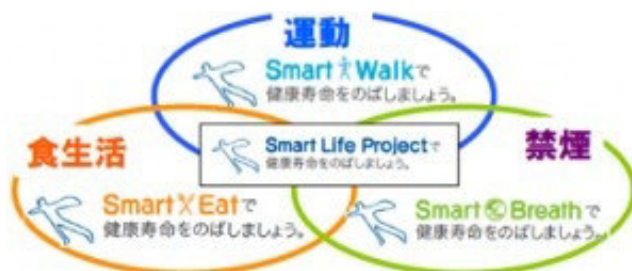 運動
Smart Walkで
健康寿命をのばしましょう。
食生活
Smart Life Projectで
健康寿命をのばしましょう。
禁煙
Smart Eatで
健康寿命をのばしましょう。
Smart Breathで
健康寿命をのばしましょう。